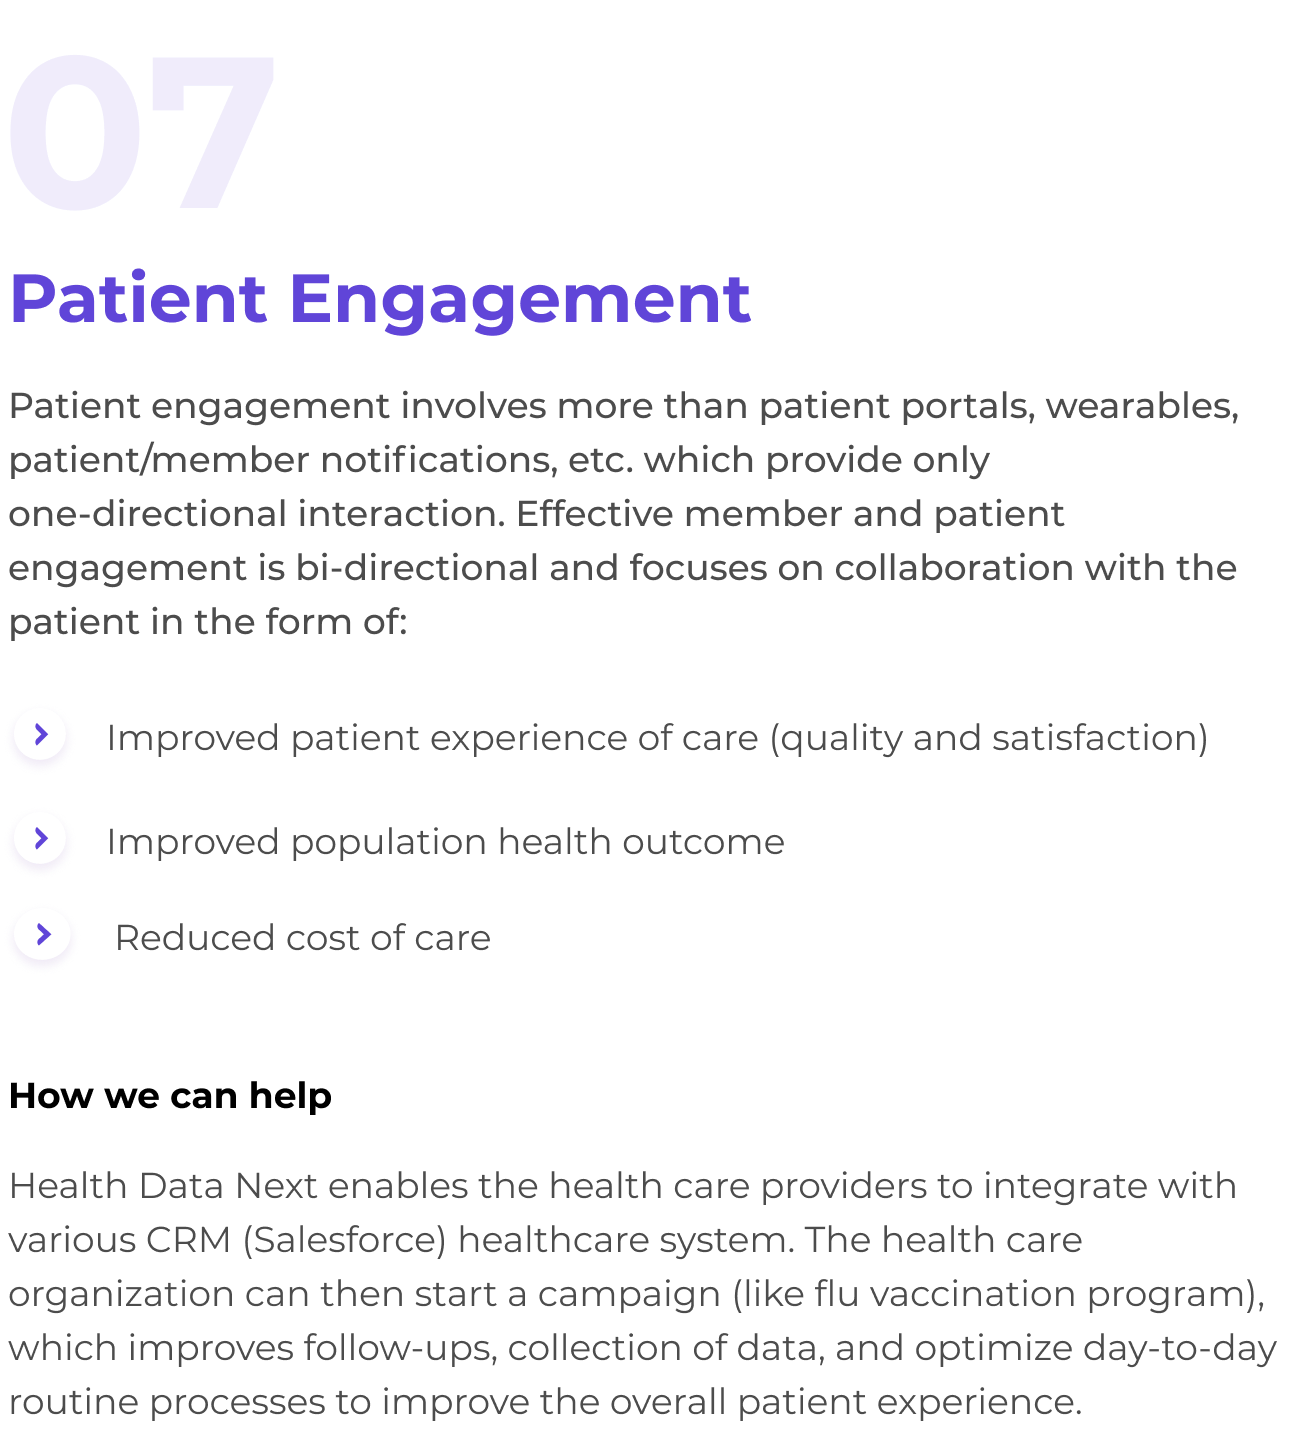 07
Patient Engagement
Patient engagement involves more than patient portals, wearables,
patient/member notifications, etc. which provide only
one-directional interaction. Effective member and patient
engagement is bi-directional and focuses on collaboration with the
patient in the form of:
Improved patient experience of care (quality and satisfaction)
Improved population health outcome
Reduced cost of care
How we can help
Health Data Next enables the health care providers to integrate with
various CRM (Salesforce) healthcare system. The health care
organization can then start a campaign (like flu vaccination program),
which improves follow-ups, collection of data, and optimize day-to-day
routine processes to improve the overall patient experience.